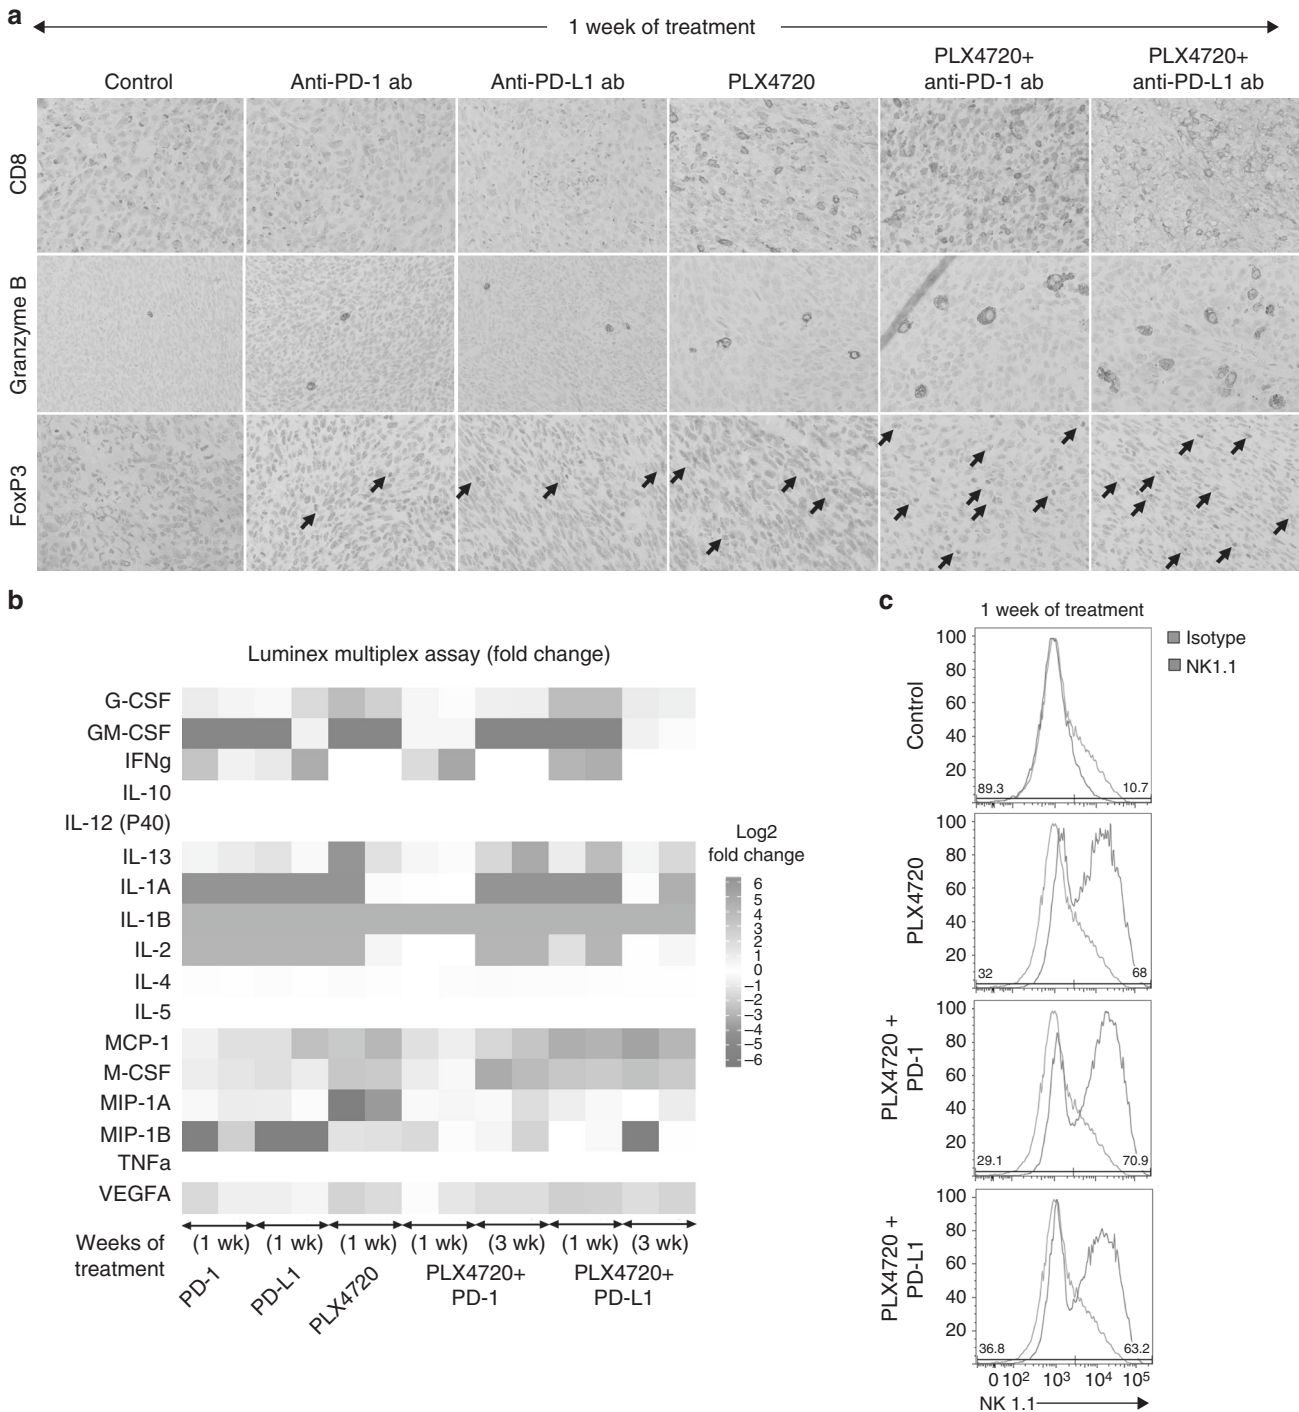 a
1 week of treatment
Control
Anti-PD-1 ab
Anti-PD-L1 ab
PLX4720
PLX4720+
anti-PD-1 ab
PLX4720+
anti-PD-L1 ab
CD8
Granzyme B
FoxP3
b
Luminex multiplex assay (fold change)
G-CSF
GM-CSF
IFNg
IL-10
IL-12 (P40)
IL-13
IL-1A
IL-1B
IL-2
IL-4
IL-5
MCP-1
M-CSF
MIP-1A
MIP-1B
TNFa
VEGFA
Log2
fold change
6
5
4
3
2
1
0
−1
−2
−3
−4
−5
−6
Weeks of
treatment
(1 wk) (1 wk) (1 wk) (1 wk) (3 wk) (1 wk) (3 wk)
PD-1
PD-L1
PLX4720
PLX4720+
PD-1
PLX4720+
PD-L1
c
1 week of treatment
Isotype
NK1.1
Control
100
80
60
40
20
89.3 10.7
PLX4720
100
80
60
40
20
32 68
PLX4720 +
PD-1
100
80
60
40
20
29.1 70.9
PLX4720 +
PD-L1
100
80
60
40
20
36.8 63.2
0 10² 10³ 10⁴ 10⁵
NK 1.1